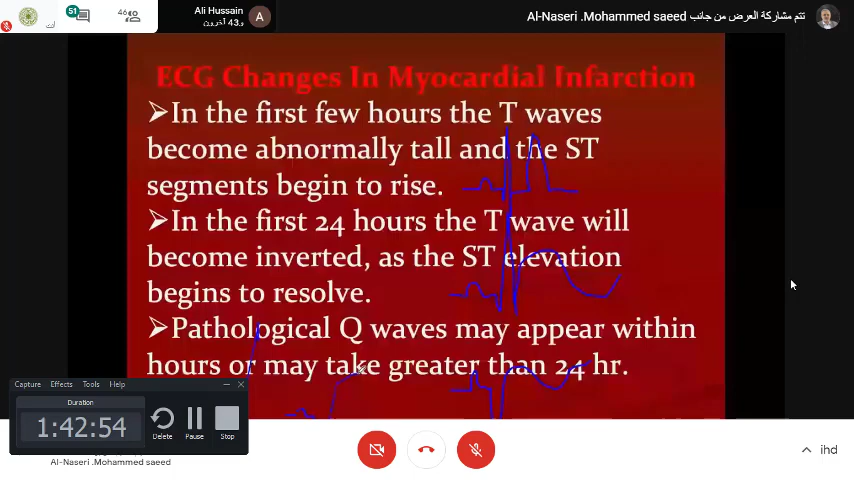 51
46
أنت
Ali Hussain
و43 آخرون
A
تتم مشاركة العرض من جانب Al-Naseri .Mohammed saeed
ECG Changes In Myocardial Infarction
➢In the first few hours the T waves
become abnormally tall and the ST
segments begin to rise.
➢In the first 24 hours the T wave will
become inverted, as the ST elevation
begins to resolve.
➢Pathological Q waves may appear within
hours or may take greater than 24 hr.
Capture Effects Tools Help
Duration
1:42:54
Delete
Pause
Stop
Al-Naseri .Mohammed saeed
ihd